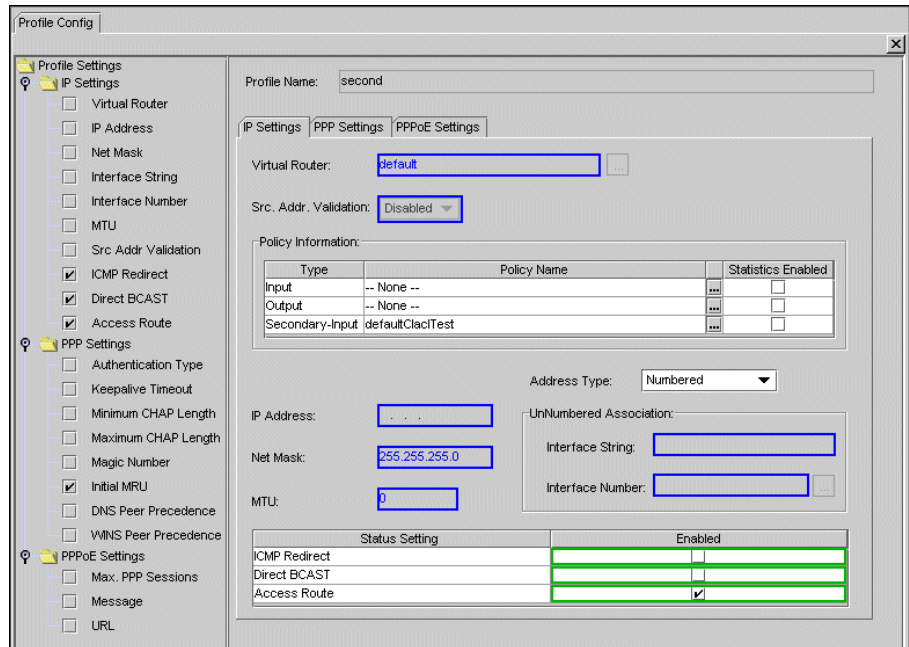 Profile Config
Profile Settings
IP Settings
Virtual Router
IP Address
Net Mask
Interface String
Interface Number
MTU
Src Addr Validation
ICMP Redirect
Direct BCAST
Access Route
PPP Settings
Authentication Type
Keepalive Timeout
Minimum CHAP Length
Maximum CHAP Length
Magic Number
Initial MRU
DNS Peer Precedence
WINS Peer Precedence
PPPoE Settings
Max. PPP Sessions
Message
URL
Profile Name: second
IP Settings PPP Settings PPPoE Settings
Virtual Router: default ...
Src. Addr. Validation: Disabled
Policy Information:
Type Policy Name Statistics Enabled
Input -- None -- ...
Output -- None -- ...
Secondary-Input defaultClaclTest ...
Address Type: Numbered
IP Address: . . .
Net Mask: 255.255.255.0
MTU: 0
UnNumbered Association:
Interface String:
Interface Number: ...
Status Setting Enabled
ICMP Redirect
Direct BCAST
Access Route